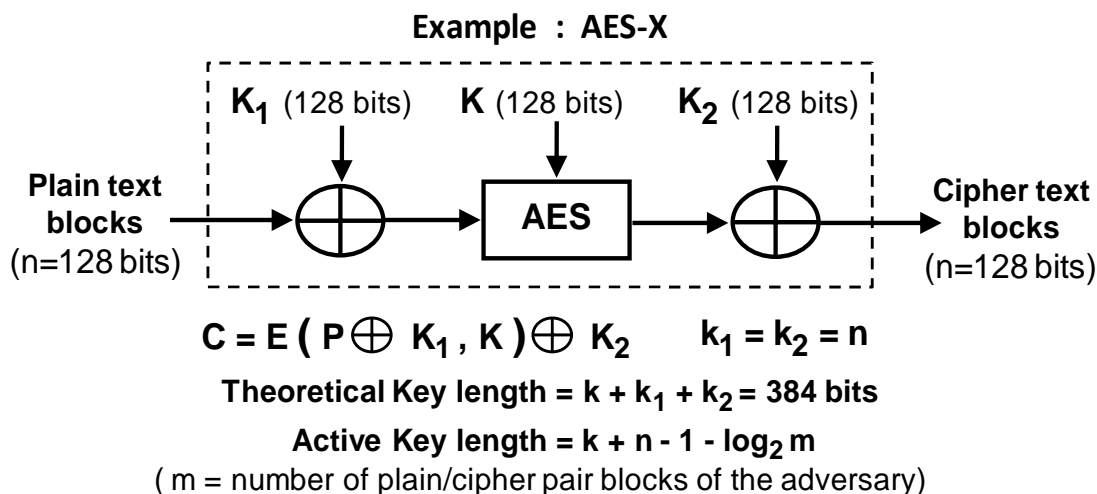 Example : AES-X
K₁ (128 bits) K (128 bits) K₂ (128 bits)
Plain text
blocks
(n=128 bits)
AES
Cipher text
blocks
(n=128 bits)
C = E ( P ⊕ K₁ , K ) ⊕ K₂ k₁ = k₂ = n
Theoretical Key length = k + k₁ + k₂ = 384 bits
Active Key length = k + n - 1 - log₂ m
( m = number of plain/cipher pair blocks of the adversary)